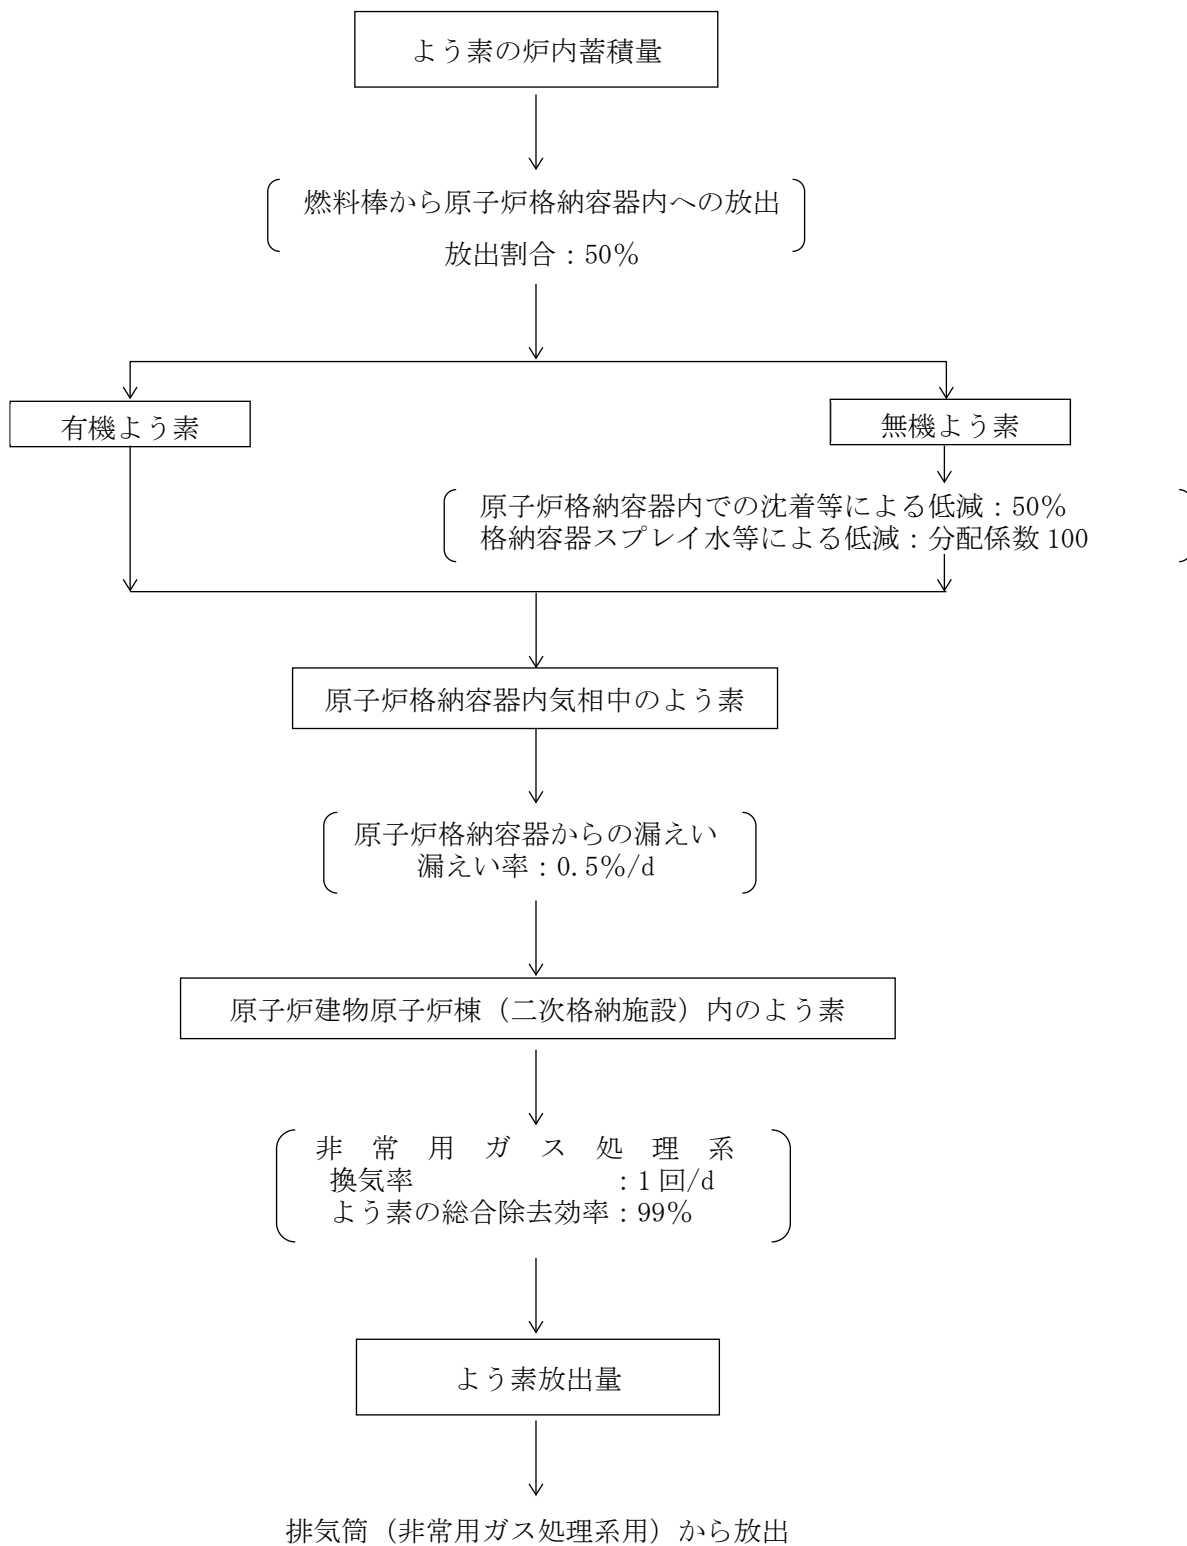 よう素の炉内蓄積量
燃料棒から原子炉格納容器内への放出
放出割合：50%
有機よう素
無機よう素
原子炉格納容器内での沈着等による低減：50%
格納容器スプレイ水等による低減：分配係数 100
原子炉格納容器内気相中のよう素
原子炉格納容器からの漏えい
漏えい率：0.5%/d
原子炉建物原子炉棟（二次格納施設）内のよう素
非常用ガス処理系
換気率：1回/d
よう素の総合除去効率：99%
よう素放出量
排気筒（非常用ガス処理系用）から放出